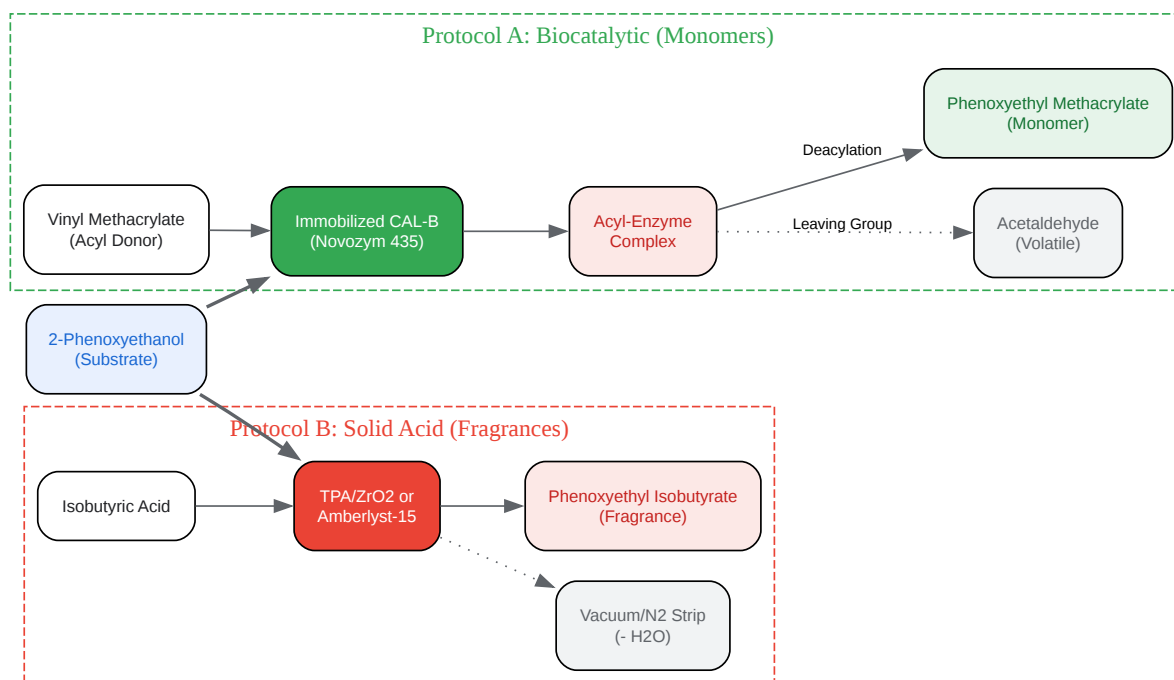 Protocol A: Biocatalytic (Monomers)
Phenoxyethyl Methacrylate
(Monomer)
Deacylation
Vinyl Methacrylate
(Acyl Donor)
Immobilized CAL-B
(Novozym 435)
Acyl-Enzyme
Complex
Leaving Group
Acetaldehyde
(Volatile)
2-Phenoxyethanol
(Substrate)
Protocol B: Solid Acid (Fragrances)
Isobutyric Acid
TPA/ZrO2 or
Amberlyst-15
Phenoxyethyl Isobutyrate
(Fragrance)
Vacuum/N2 Strip
(- H2O)